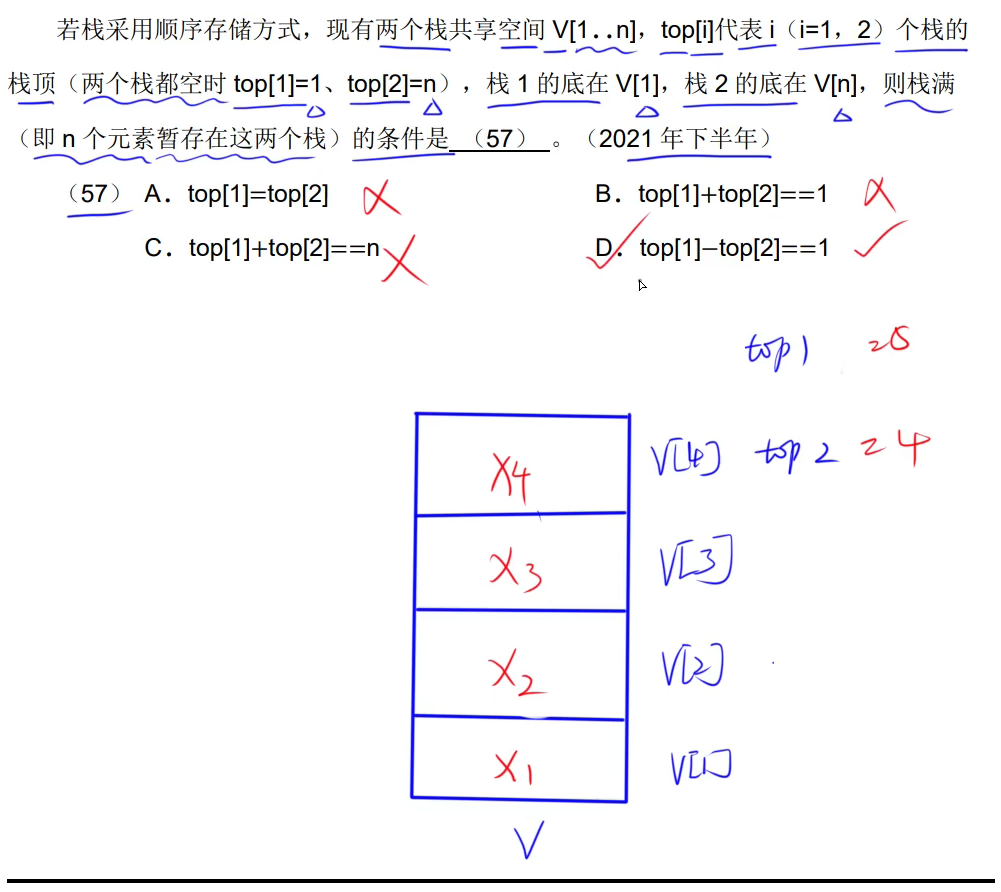 若栈采用顺序存储方式，现有两个栈共享空间 V[1..n]，top[i]代表 i（i=1，2）个栈的
栈顶（两个栈都空时 top[1]=1、top[2]=n），栈 1 的底在 V[1]，栈 2 的底在 V[n]，则栈满
（即 n 个元素暂存在这两个栈）的条件是 （57） 。（2021 年下半年）
（57） A．top[1]=top[2] B．top[1]+top[2]==1
C．top[1]+top[2]==n D．top[1]−top[2]==1
top1 =5
X4 V[4] top2 =4
X3 V[3]
X2 V[2]
X1 V[1]
V